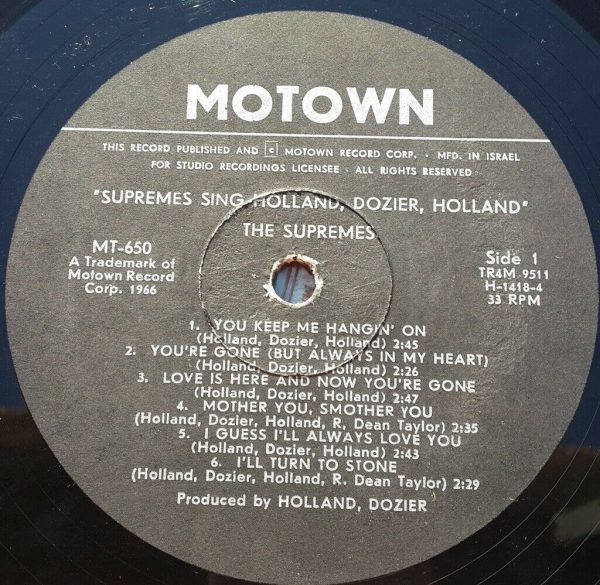 MOTOWN
THIS RECORD PUBLISHED AND © MOTOWN RECORD CORP. · MFD. IN ISRAEL
FOR STUDIO RECORDINGS LICENSEE · ALL RIGHTS RESERVED
"SUPREMES SING HOLLAND, DOZIER, HOLLAND"
THE SUPREMES
MT-650
A Trademark of
Motown Record
Corp. 1966
Side 1
TR4M 9511
H-1418-4
33 RPM
1. YOU KEEP ME HANGIN' ON
(Holland, Dozier, Holland) 2:45
2. YOU'RE GONE (BUT ALWAYS IN MY HEART)
(Holland, Dozier, Holland) 2:26
3. LOVE IS HERE AND NOW YOU'RE GONE
(Holland, Dozier, Holland) 2:47
4. MOTHER YOU, SMOTHER YOU
(Holland, Dozier, Holland, R, Dean Taylor) 2:35
5. I GUESS I'LL ALWAYS LOVE YOU
(Holland, Dozier, Holland) 2:43
6. I'LL TURN TO STONE
(Holland, Dozier, Holland, R. Dean Taylor) 2:29
Produced by HOLLAND, DOZIER